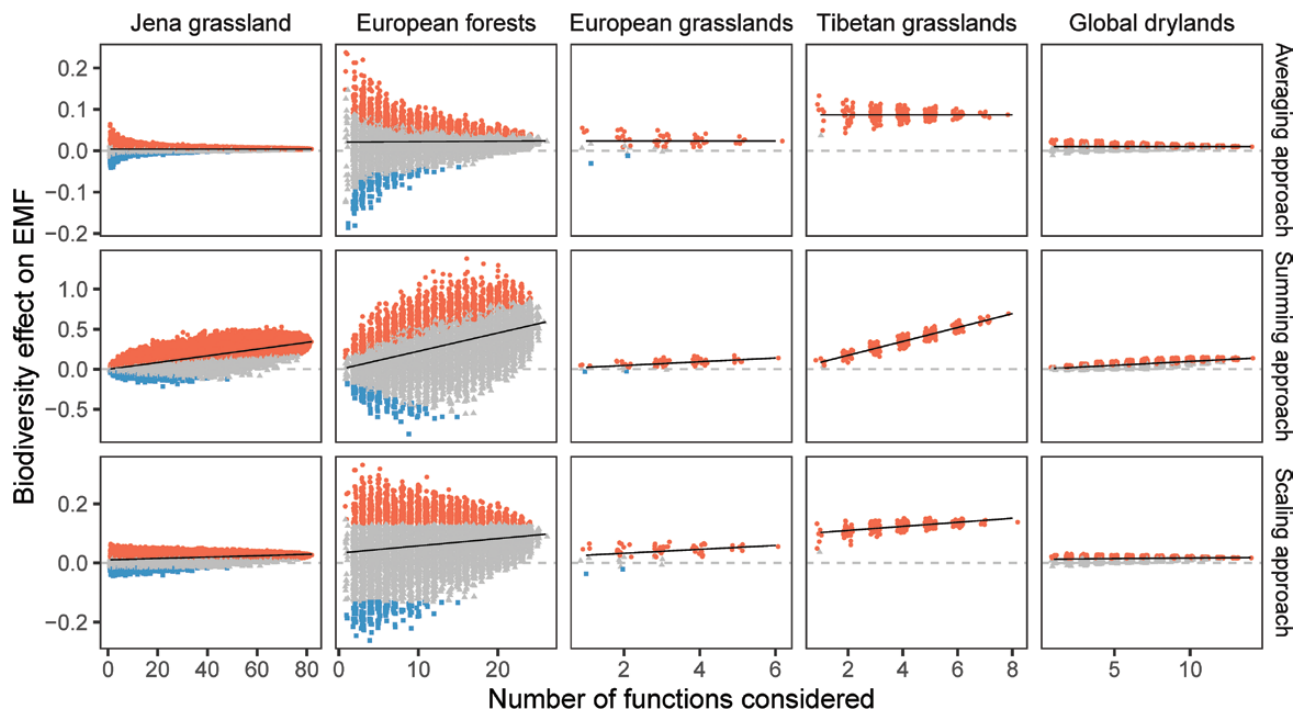 Jena grassland European forests European grasslands Tibetan grasslands Global drylands
Biodiversity effect on EMF
0.2
0.1
0.0
−0.1
−0.2
Averaging approach
1.0
0.5
0.0
−0.5
Summing approach
0.2
0.0
−0.2
Scaling approach
0 20 40 60 80 0 10 20 2 4 6 2 4 6 8 5 10
Number of functions considered